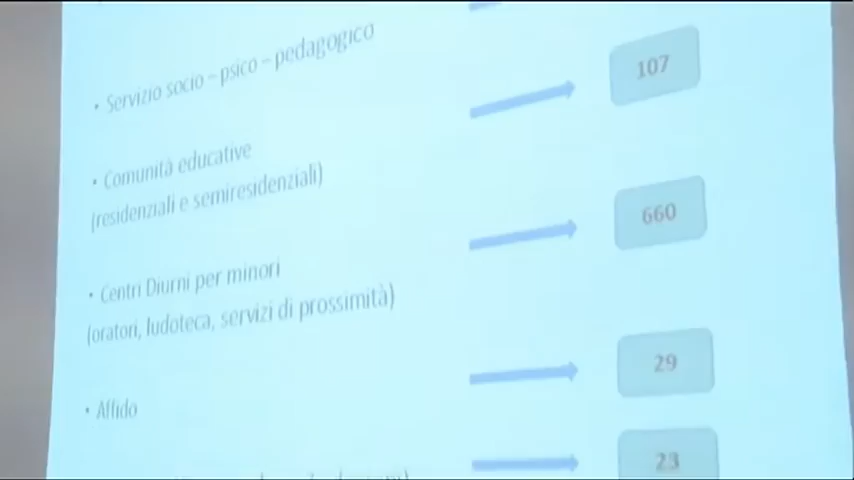 • Servizio socio – psico – pedagogico
107
• Comunità educative
(residenziali e semiresidenziali)
660
• Centri Diurni per minori
(oratori, ludoteca, servizi di prossimità)
29
• Affido
23